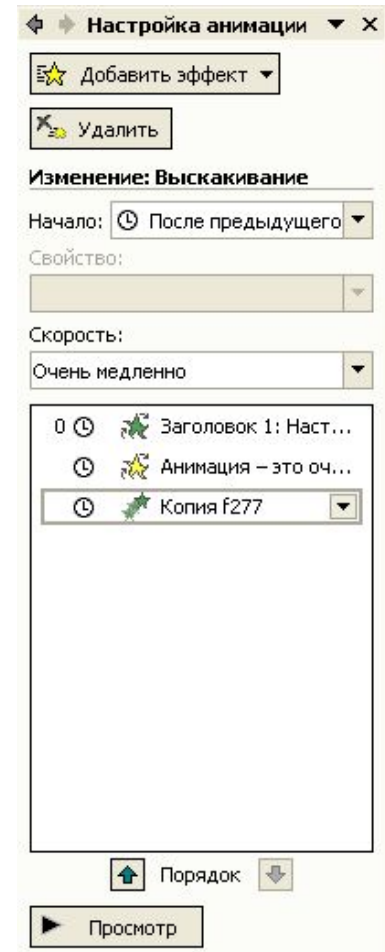 Настройка анимации
Добавить эффект
Удалить
Изменение: Выскакивание
Начало: После предыдущего
Свойство:
Скорость:
Очень медленно
0 Заголовок 1: Наст...
Анимация – это оч...
Копия f277
Порядок
Просмотр